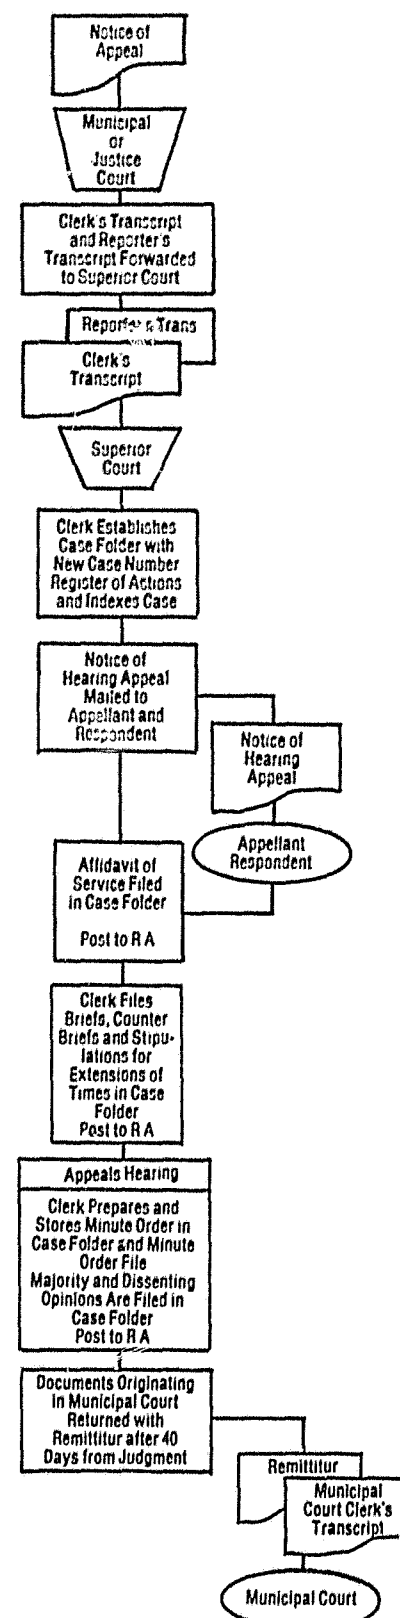 Notice of
Appeal
Municipal
or
Justice
Court
Clerk's Transcript
and Reporter's
Transcript Forwarded
to Superior Court
Reporter's Trans
Clerk's
Transcript
Superior
Court
Clerk Establishes
Case Folder with
New Case Number
Register of Actions
and Indexes Case
Notice of
Hearing Appeal
Mailed to
Appellant and
Respondent
Notice of
Hearing
Appeal
Appellant
Respondent
Affidavit of
Service Filed
in Case Folder
Post to R A
Clerk Files
Briefs, Counter
Briefs and Stipu-
lations for
Extensions of
Times in Case
Folder
Post to R A
Appeals Hearing
Clerk Prepares and
Stores Minute Order in
Case Folder and Minute
Order File
Majority and Dissenting
Opinions Are Filed in
Case Folder
Post to R A
Documents Originating
in Municipal Court
Returned with
Remittitur after 40
Days from Judgment
Remittitur
Municipal
Court Clerk's
Transcript
Municipal Court